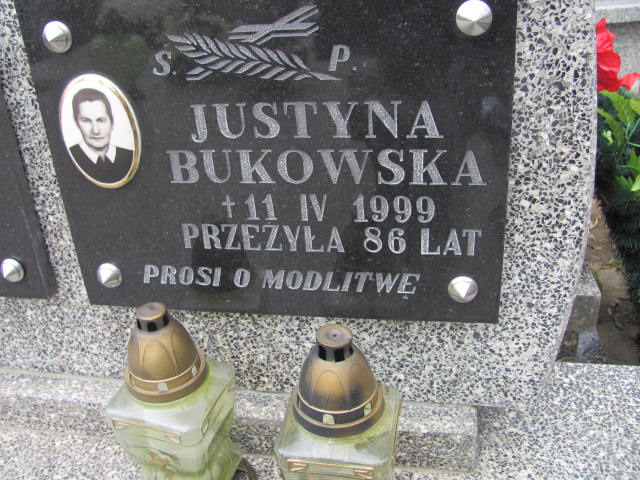 Ś. P.
JUSTYNA
BUKOWSKA
† 11 IV 1999
PRZEŻYŁA 86 LAT
PROSI O MODLITWĘ